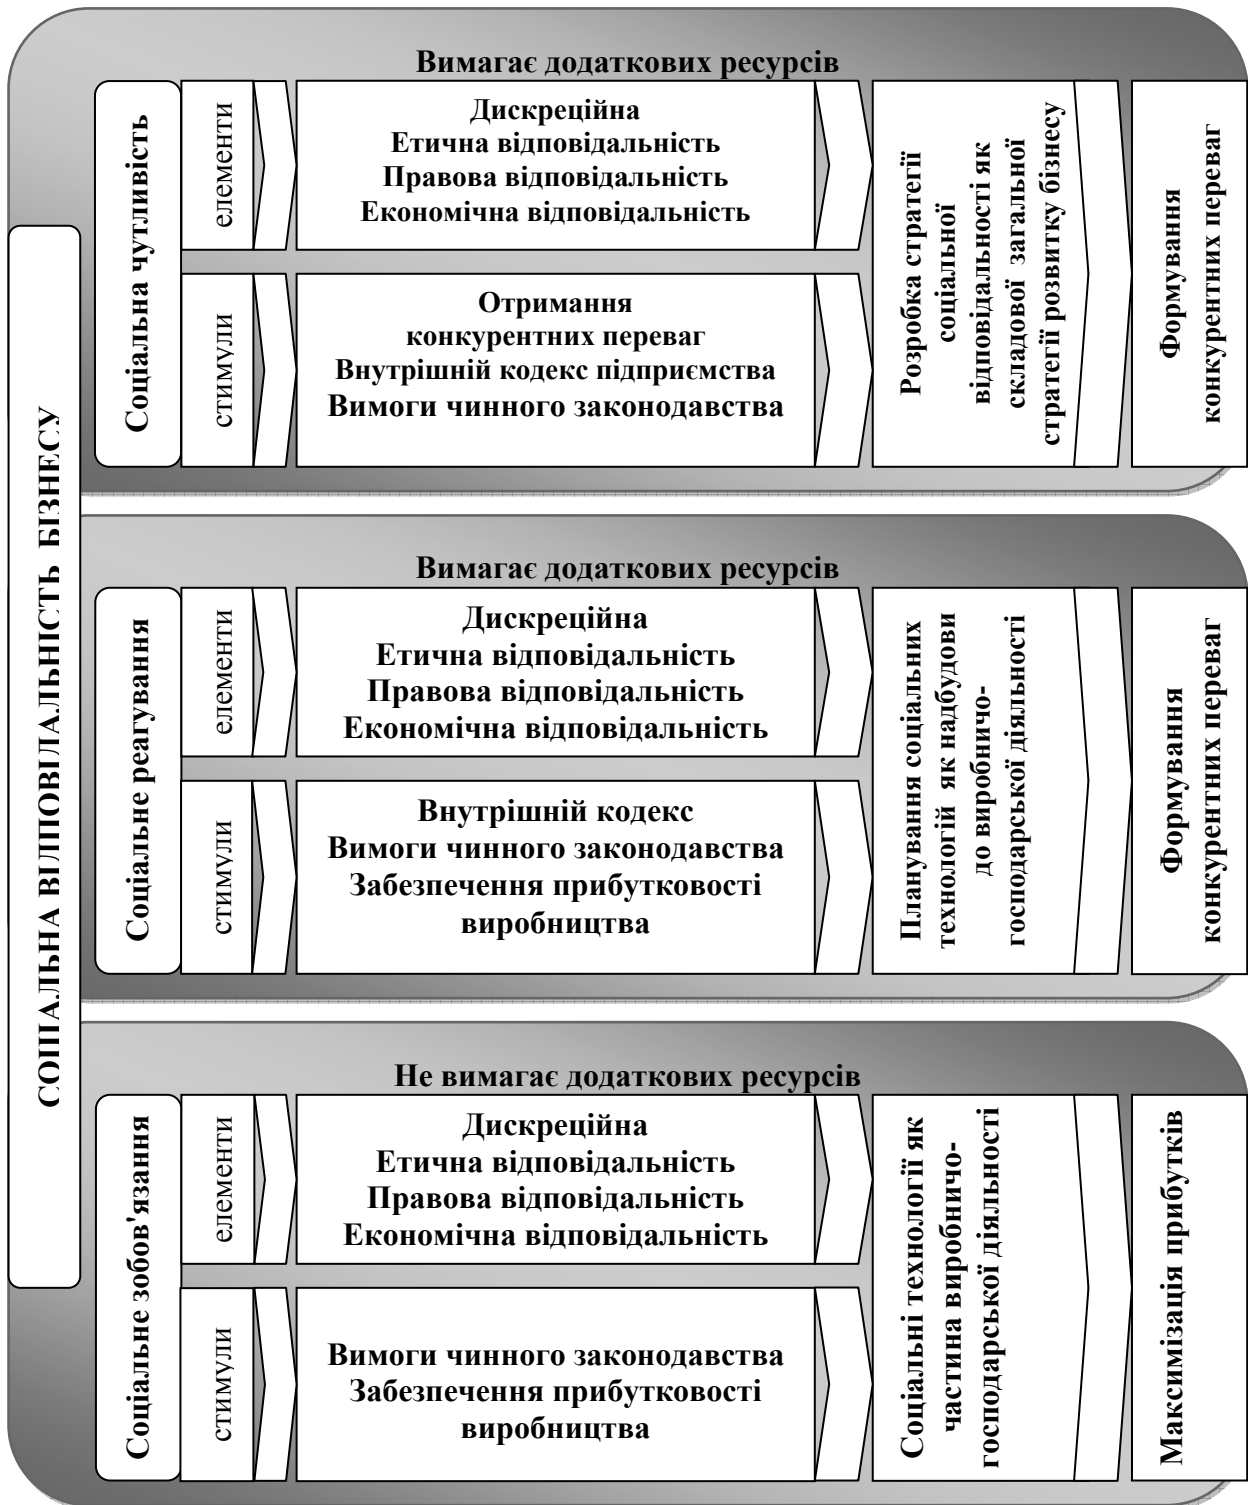 СОЦІАЛЬНА ВІДПОВІДАЛЬНІСТЬ БІЗНЕСУ
Вимагає додаткових ресурсів
Соціальна чутливість
елементи
Дискреційна
Етична відповідальність
Правова відповідальність
Економічна відповідальність
стимули
Отримання
конкурентних переваг
Внутрішній кодекс підприємства
Вимоги чинного законодавства
Розробка стратегії
соціальної
відповідальності як
складової загальної
стратегії розвитку бізнесу
Формування
конкурентних переваг
Вимагає додаткових ресурсів
Соціальне реагування
елементи
Дискреційна
Етична відповідальність
Правова відповідальність
Економічна відповідальність
стимули
Внутрішній кодекс
Вимоги чинного законодавства
Забезпечення прибутковості
виробництва
Планування соціальних
технологій як надбудови
до виробничо-
господарської діяльності
Формування
конкурентних переваг
Не вимагає додаткових ресурсів
Соціальне зобов'язання
елементи
Дискреційна
Етична відповідальність
Правова відповідальність
Економічна відповідальність
стимули
Вимоги чинного законодавства
Забезпечення прибутковості
виробництва
Соціальні технології як
частина виробничо-
господарської діяльності
Максимізація прибутків